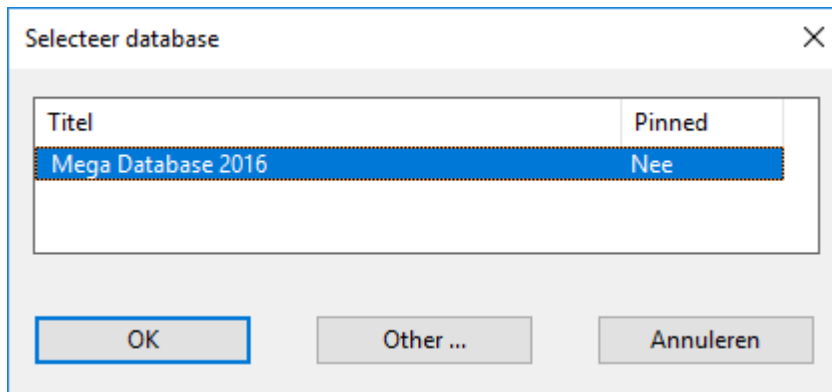 Selecteer database
Titel Pinned
Mega Database 2016 Nee
OK Other ... Annuleren